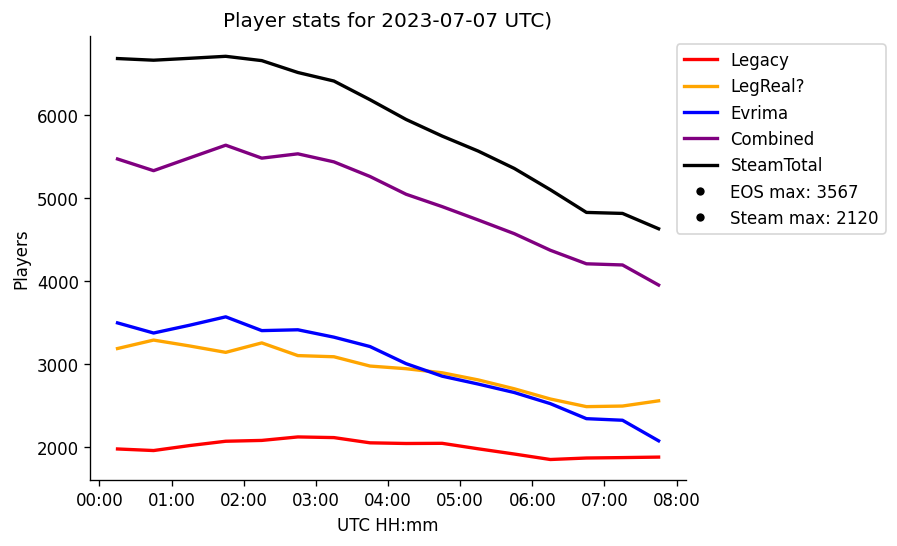 Player stats for 2023-07-07 UTC)
Legacy
LegReal?
Evrima
Combined
SteamTotal
EOS max: 3567
Steam max: 2120
Players
6000
5000
4000
3000
2000
00:00 01:00 02:00 03:00 04:00 05:00 06:00 07:00 08:00
UTC HH:mm